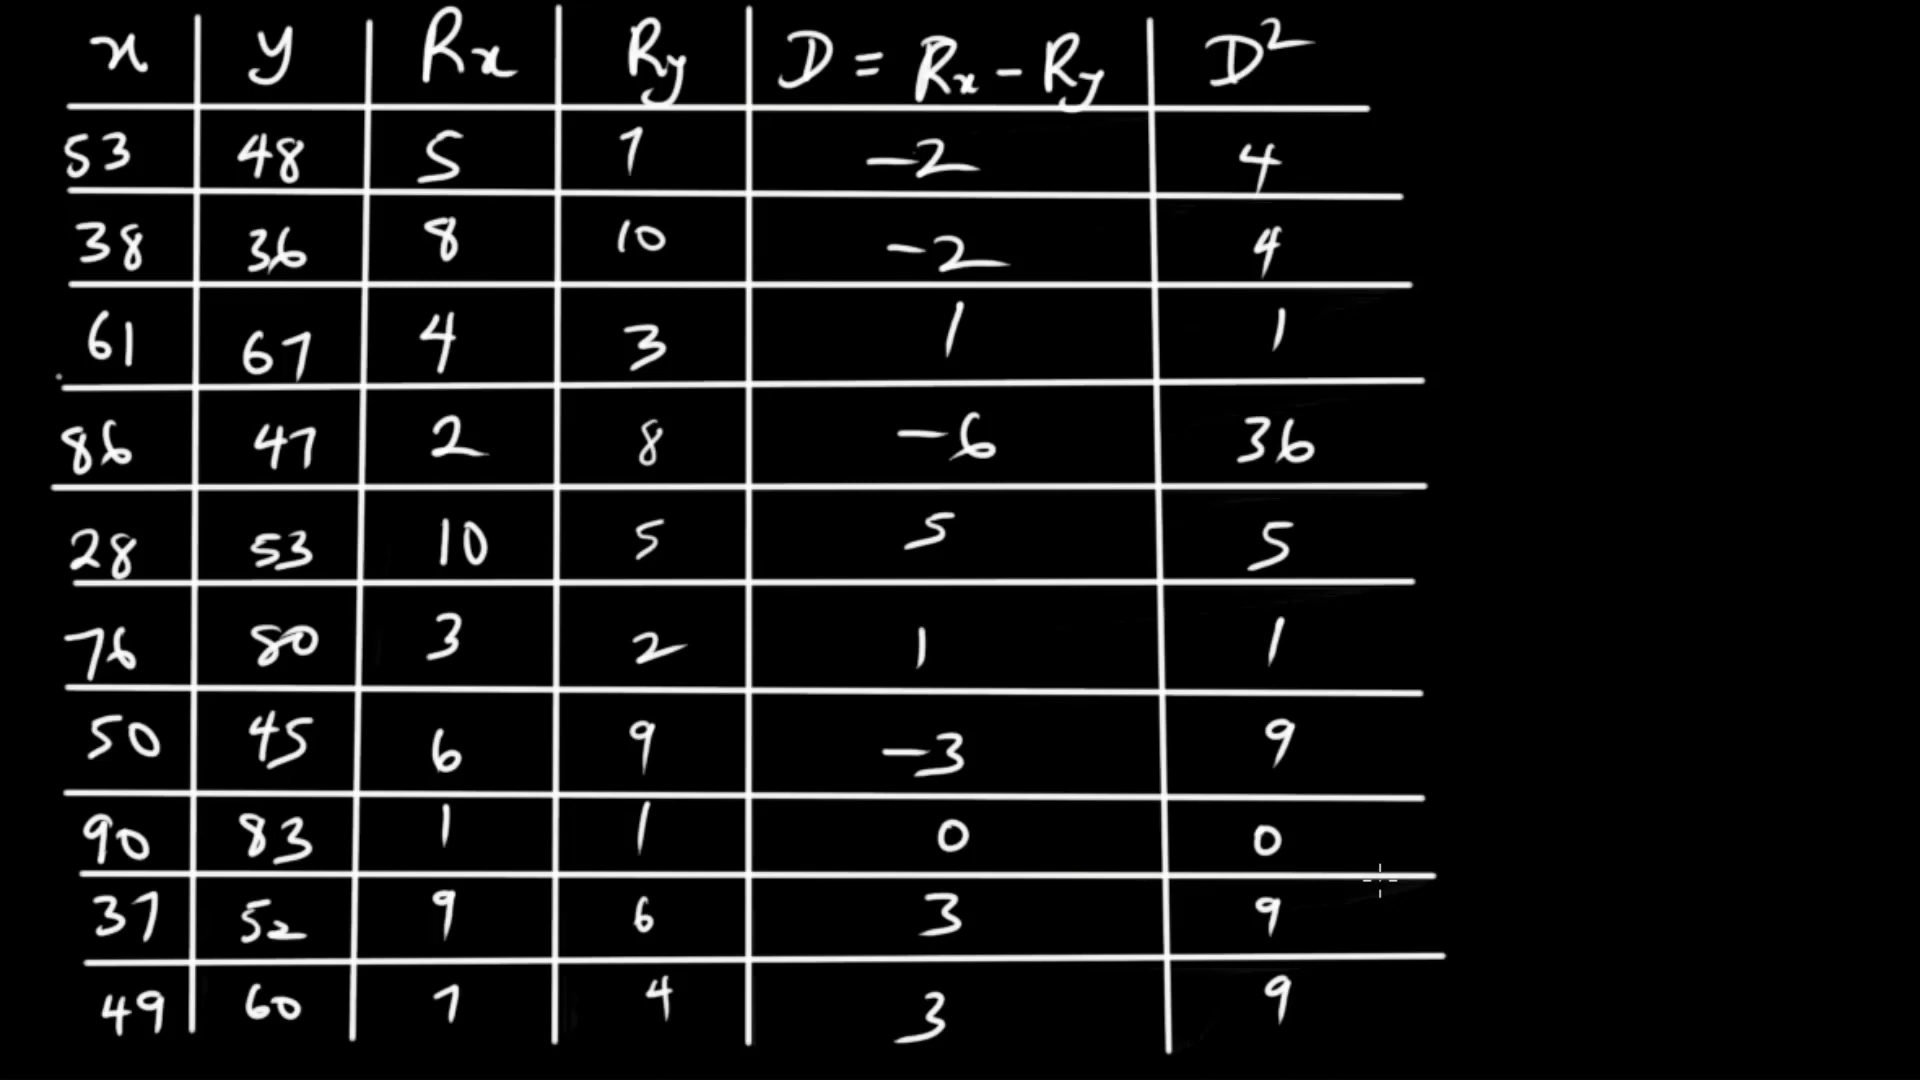 x y Rx Ry D = Rx - Ry D²
53 48 5 7 -2 4
38 36 8 10 -2 4
61 67 4 3 1 1
86 47 2 8 -6 36
28 53 10 5 5 5
76 80 3 2 1 1
50 45 6 9 -3 9
90 83 1 1 0 0
37 52 9 6 3 9
49 60 7 4 3 9